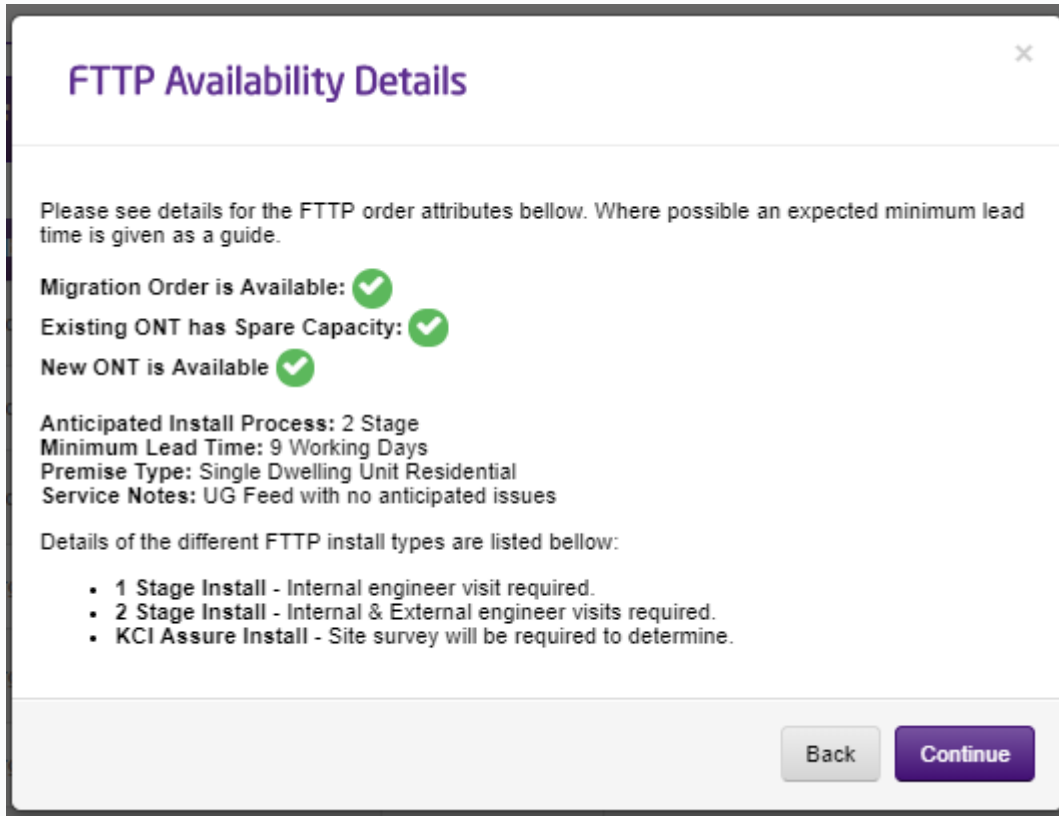 FTTP Availability Details
×
Please see details for the FTTP order attributes bellow. Where possible an expected minimum lead
time is given as a guide.
Migration Order is Available:
Existing ONT has Spare Capacity:
New ONT is Available
Anticipated Install Process: 2 Stage
Minimum Lead Time: 9 Working Days
Premise Type: Single Dwelling Unit Residential
Service Notes: UG Feed with no anticipated issues
Details of the different FTTP install types are listed bellow:
• 1 Stage Install - Internal engineer visit required.
• 2 Stage Install - Internal & External engineer visits required.
• KCI Assure Install - Site survey will be required to determine.
Back
Continue